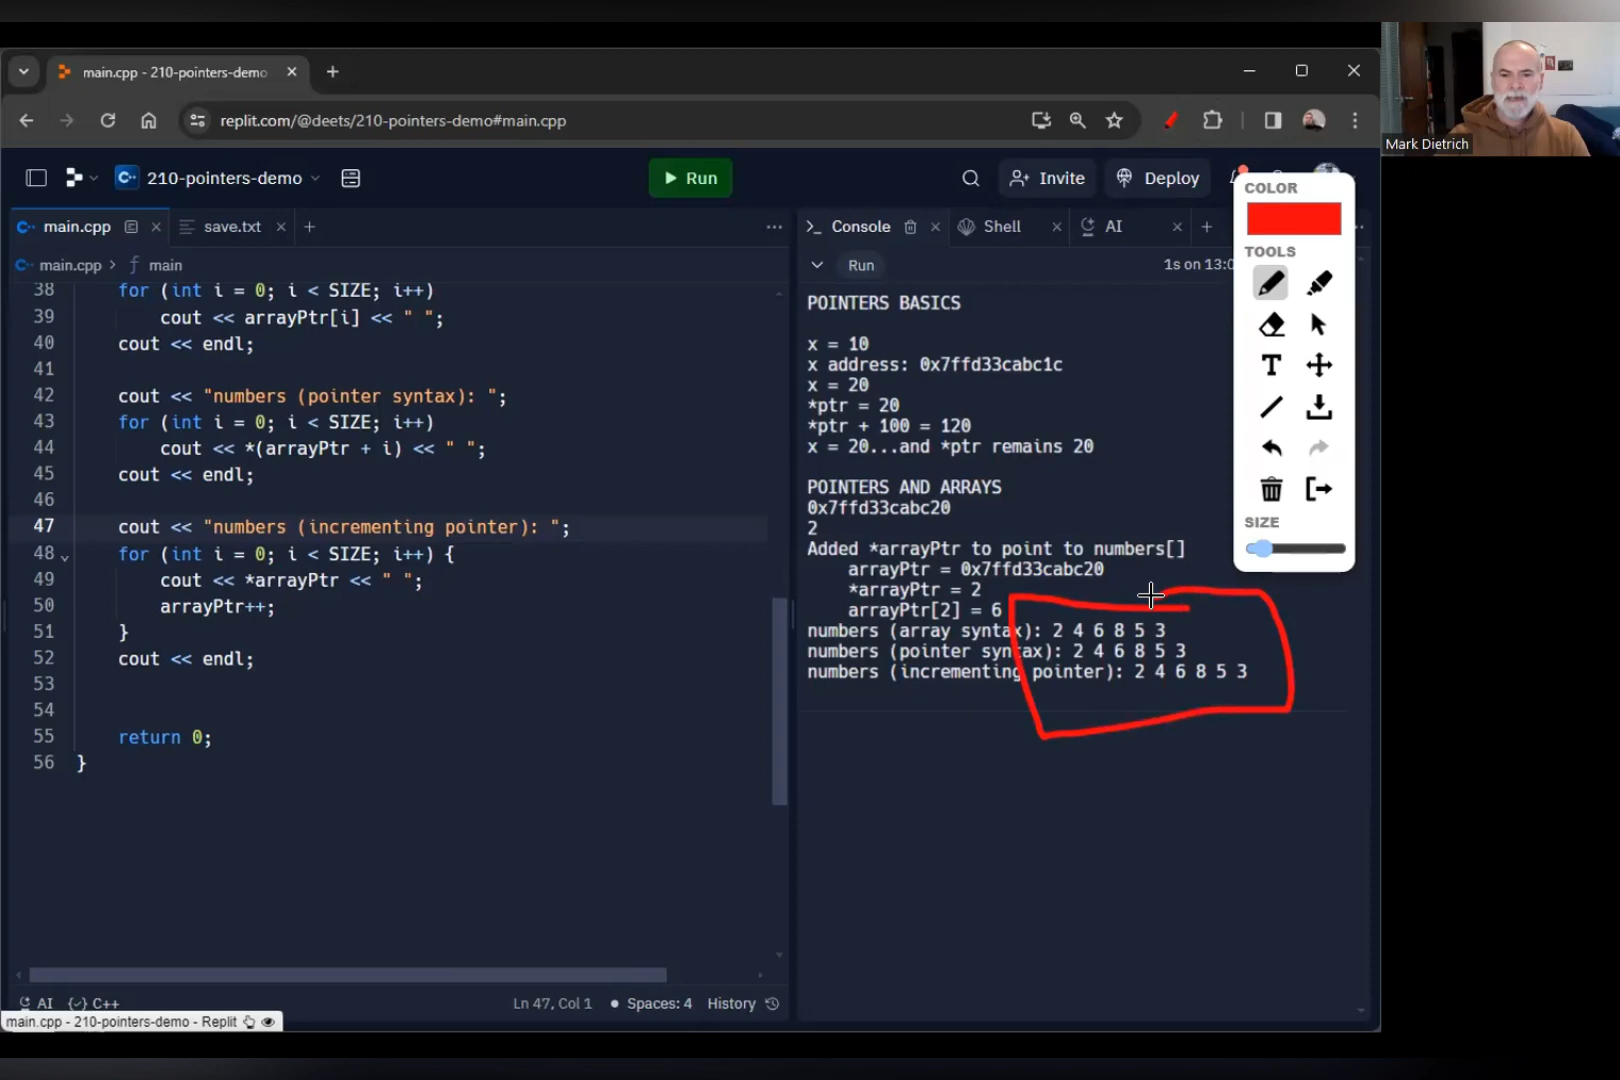 main.cpp - 210-pointers-demo
replit.com/@deets/210-pointers-demo#main.cpp
Mark Dietrich
210-pointers-demo
Run
Invite
Deploy
main.cpp
save.txt
main.cpp > main
38 for (int i = 0; i < SIZE; i++)
39 cout << arrayPtr[i] << " ";
40 cout << endl;
41
42 cout << "numbers (pointer syntax): ";
43 for (int i = 0; i < SIZE; i++)
44 cout << *(arrayPtr + i) << " ";
45 cout << endl;
46
47 cout << "numbers (incrementing pointer): ";
48 for (int i = 0; i < SIZE; i++) {
49 cout << *arrayPtr << " ";
50 arrayPtr++;
51 }
52 cout << endl;
53
54
55 return 0;
56 }
AI
C++
Ln 47, Col 1
Spaces: 4
History
main.cpp - 210-pointers-demo - Replit
Console
Shell
AI
Run
1s on 13:0
POINTERS BASICS
x = 10
x address: 0x7ffd33cabc1c
x = 20
*ptr = 20
*ptr + 100 = 120
x = 20...and *ptr remains 20
POINTERS AND ARRAYS
0x7ffd33cabc20
2
Added *arrayPtr to point to numbers[]
arrayPtr = 0x7ffd33cabc20
*arrayPtr = 2
arrayPtr[2] = 6
numbers (array syntax): 2 4 6 8 5 3
numbers (pointer syntax): 2 4 6 8 5 3
numbers (incrementing pointer): 2 4 6 8 5 3
COLOR
TOOLS
T
SIZE